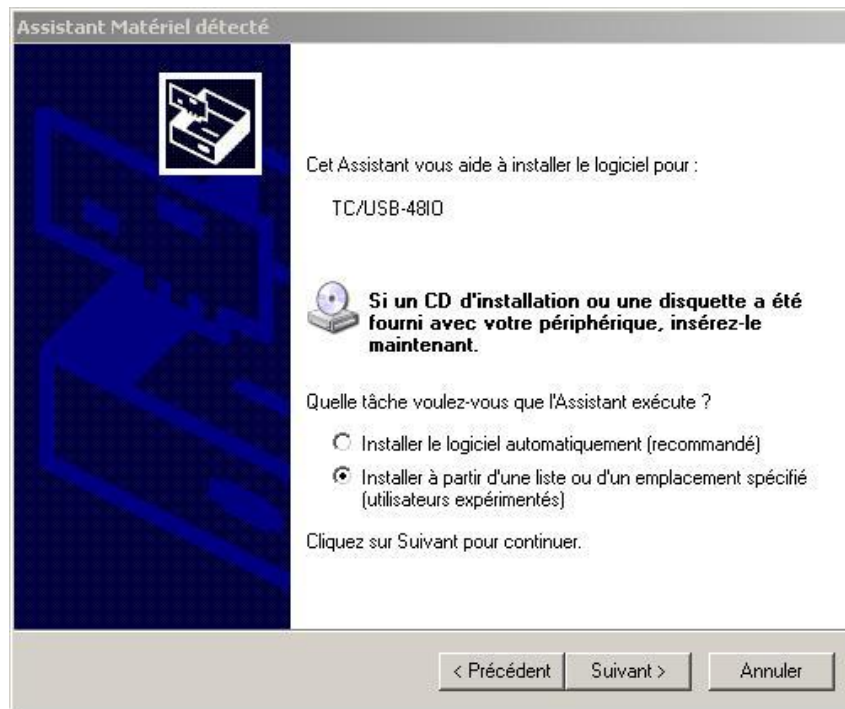 Assistant Matériel détecté
Cet Assistant vous aide à installer le logiciel pour :
TC/USB-48IO
Si un CD d'installation ou une disquette a été
fourni avec votre périphérique, insérez-le
maintenant.
Quelle tâche voulez-vous que l'Assistant exécute ?
Installer le logiciel automatiquement (recommandé)
Installer à partir d'une liste ou d'un emplacement spécifié
(utilisateurs expérimentés)
Cliquez sur Suivant pour continuer.
< Précédent Suivant > Annuler